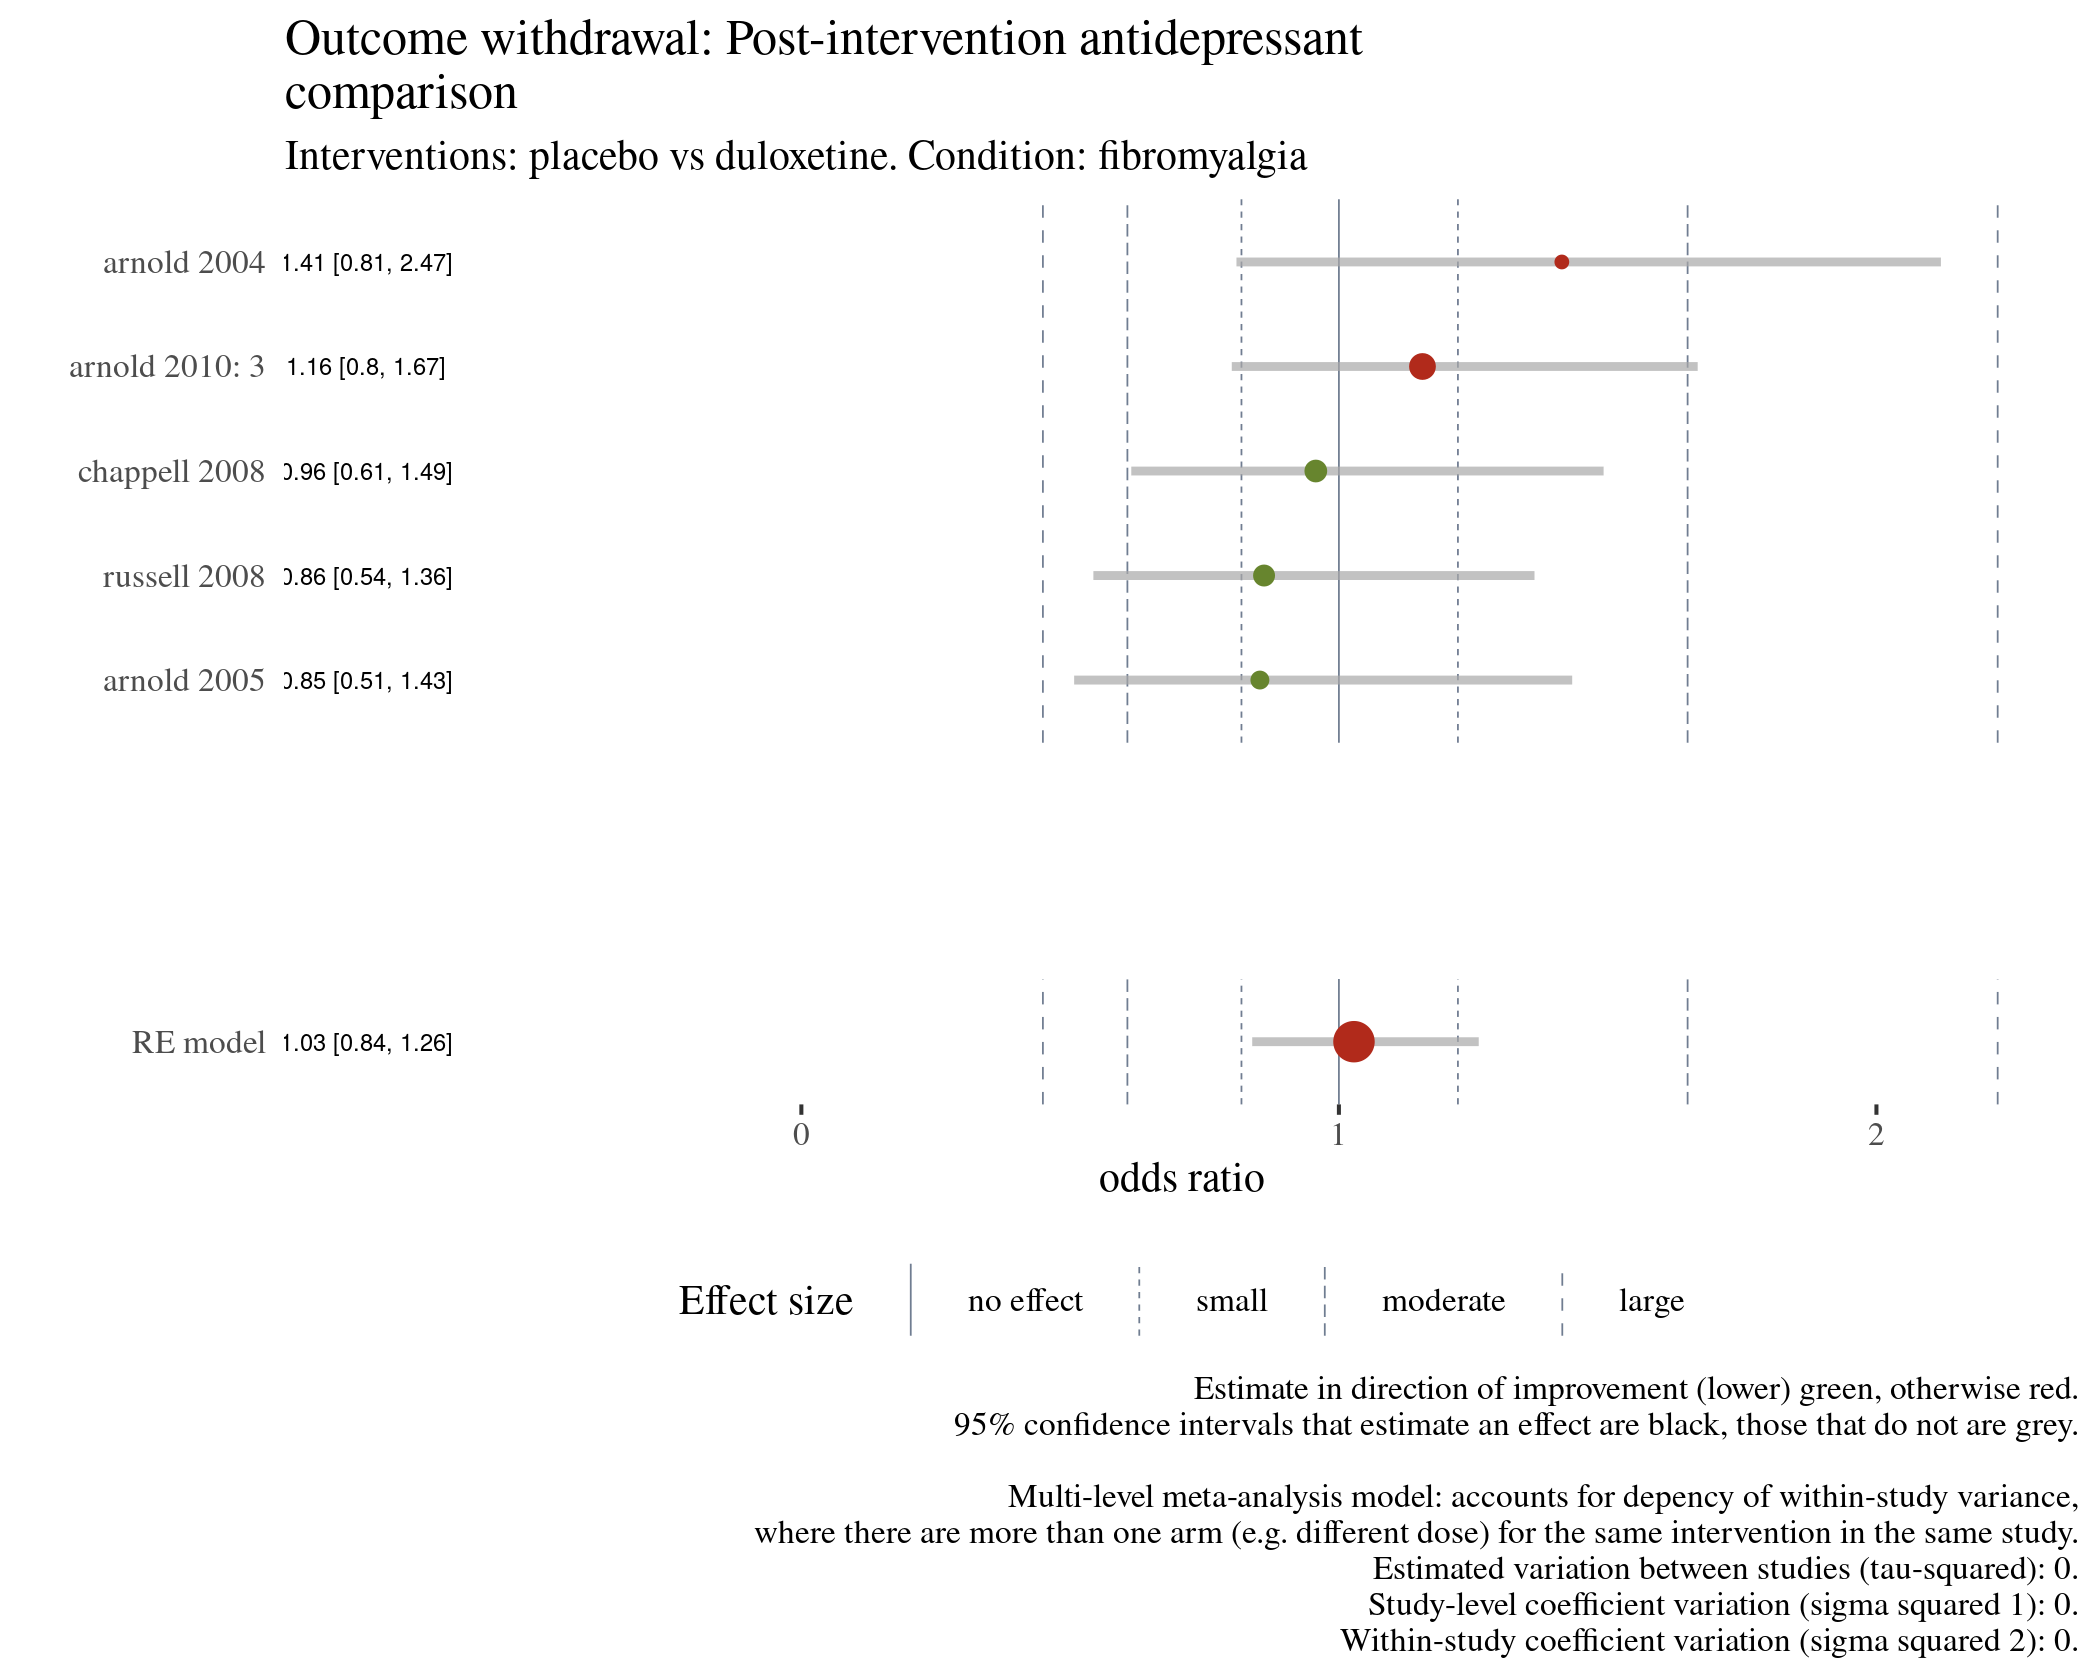 Outcome withdrawal: Post-intervention antidepressant
comparison
Interventions: placebo vs duloxetine. Condition: fibromyalgia
arnold 2004 1.41 [0.81, 2.47]
arnold 2010: 3 1.16 [0.8, 1.67]
chappell 2008 0.96 [0.61, 1.49]
russell 2008 0.86 [0.54, 1.36]
arnold 2005 0.85 [0.51, 1.43]
RE model 1.03 [0.84, 1.26]
0 1 2
odds ratio
Effect size no effect small moderate large
Estimate in direction of improvement (lower) green, otherwise red.
95% confidence intervals that estimate an effect are black, those that do not are grey.
Multi-level meta-analysis model: accounts for depency of within-study variance,
where there are more than one arm (e.g. different dose) for the same intervention in the same study.
Estimated variation between studies (tau-squared): 0.
Study-level coefficient variation (sigma squared 1): 0.
Within-study coefficient variation (sigma squared 2): 0.